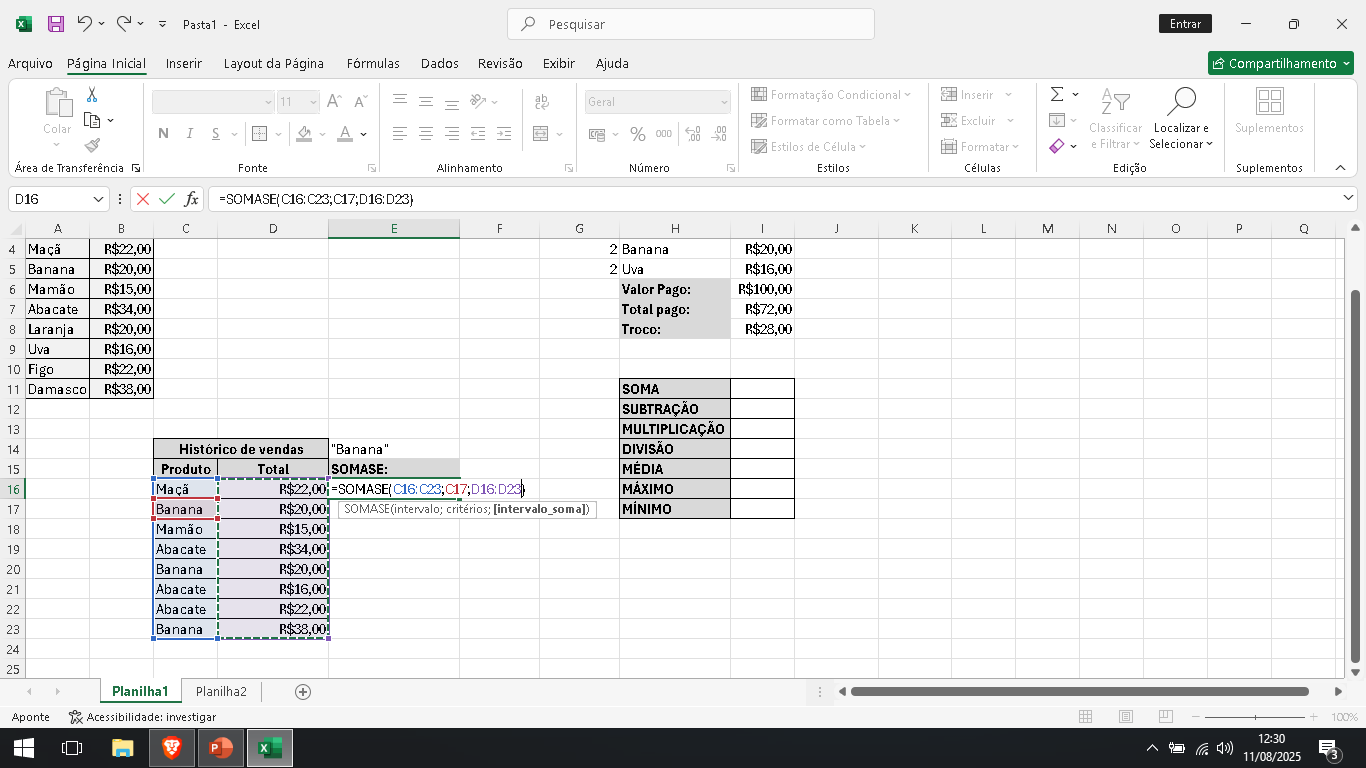 Pasta1 - Excel
Pesquisar
Entrar
Arquivo Página Inicial Inserir Layout da Página Fórmulas Dados Revisão Exibir Ajuda
Compartilhamento
Colar
Área de Transferência
11
N I S
Fonte
ab
Alinhamento
Geral
% 000
Número
Formatação Condicional
Formatar como Tabela
Estilos de Célula
Estilos
Inserir
Excluir
Formatar
Células
Classificar e Filtrar
Localizar e Selecionar
Edição
Suplementos
Suplementos
D16 fx =SOMASE(C16:C23;C17;D16:D23)
A B C D E F G H I J K L M N O P Q
4 Maçã R$22,00 2 Banana R$20,00
5 Banana R$20,00 2 Uva R$16,00
6 Mamão R$15,00 Valor Pago: R$100,00
7 Abacate R$34,00 Total pago: R$72,00
8 Laranja R$20,00 Troco: R$28,00
9 Uva R$16,00
10 Figo R$22,00
11 Damasco R$38,00 SOMA
12 SUBTRAÇÃO
13 MULTIPLICAÇÃO
14 Histórico de vendas "Banana" DIVISÃO
15 Produto Total SOMASE: MÉDIA
16 Maçã R$22,00 =SOMASE(C16:C23;C17;D16:D23) MÁXIMO
17 Banana R$20,00 SOMASE(intervalo; critérios; [intervalo_soma]) MÍNIMO
18 Mamão R$15,00
19 Abacate R$34,00
20 Banana R$20,00
21 Abacate R$16,00
22 Abacate R$22,00
23 Banana R$38,00
24
25
Planilha1 Planilha2
Aponte Acessibilidade: investigar 100%
12:30
11/08/2025
3